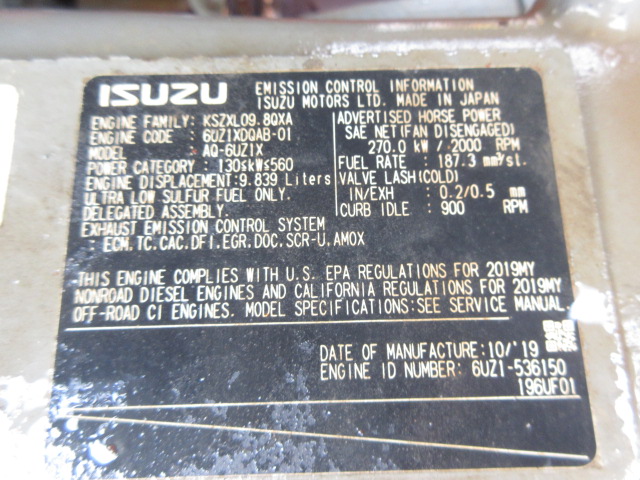 ISUZU
EMISSION CONTROL INFORMATION
ISUZU MOTORS LTD. MADE IN JAPAN
ENGINE FAMILY: KSZXL09.8QXA
ENGINE CODE : 6UZ1XDQAB-01
MODEL : AQ-6UZ1X
POWER CATEGORY : 130≤kW≤560
ENGINE DISPLACEMENT:9.839 Liters
ULTRA LOW SULFUR FUEL ONLY.
DELEGATED ASSEMBLY.
EXHAUST EMISSION CONTROL SYSTEM
: ECM,TC,CAC,DFI,EGR,DOC,SCR-U,AMOX
ADVERTISED HORSE POWER
SAE NET(FAN DISENGAGED)
270.0 kW / 2000 RPM
FUEL RATE : 187.3 mm³/st.
VALVE LASH(COLD)
IN/EXH : 0.2/0.5 mm
CURB IDLE : 900 RPM
THIS ENGINE COMPLIES WITH U.S. EPA REGULATIONS FOR 2019MY
NONROAD DIESEL ENGINES AND CALIFORNIA REGULATIONS FOR 2019MY
OFF-ROAD CI ENGINES. MODEL SPECIFICATIONS:SEE SERVICE MANUAL.
DATE OF MANUFACTURE:10/'19
ENGINE ID NUMBER: 6UZ1-536150
196UF01